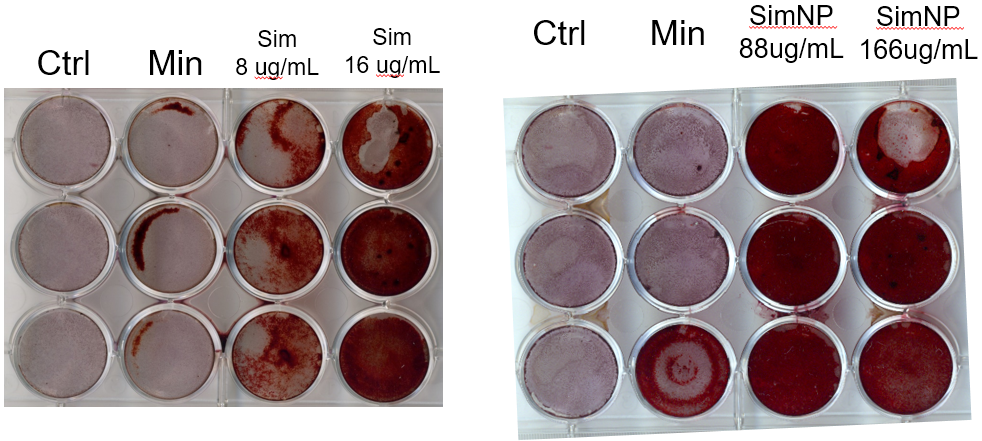 Ctrl
Min
Sim
8 ug/mL
Sim
16 ug/mL
Ctrl
Min
SimNP
88ug/mL
SimNP
166ug/mL